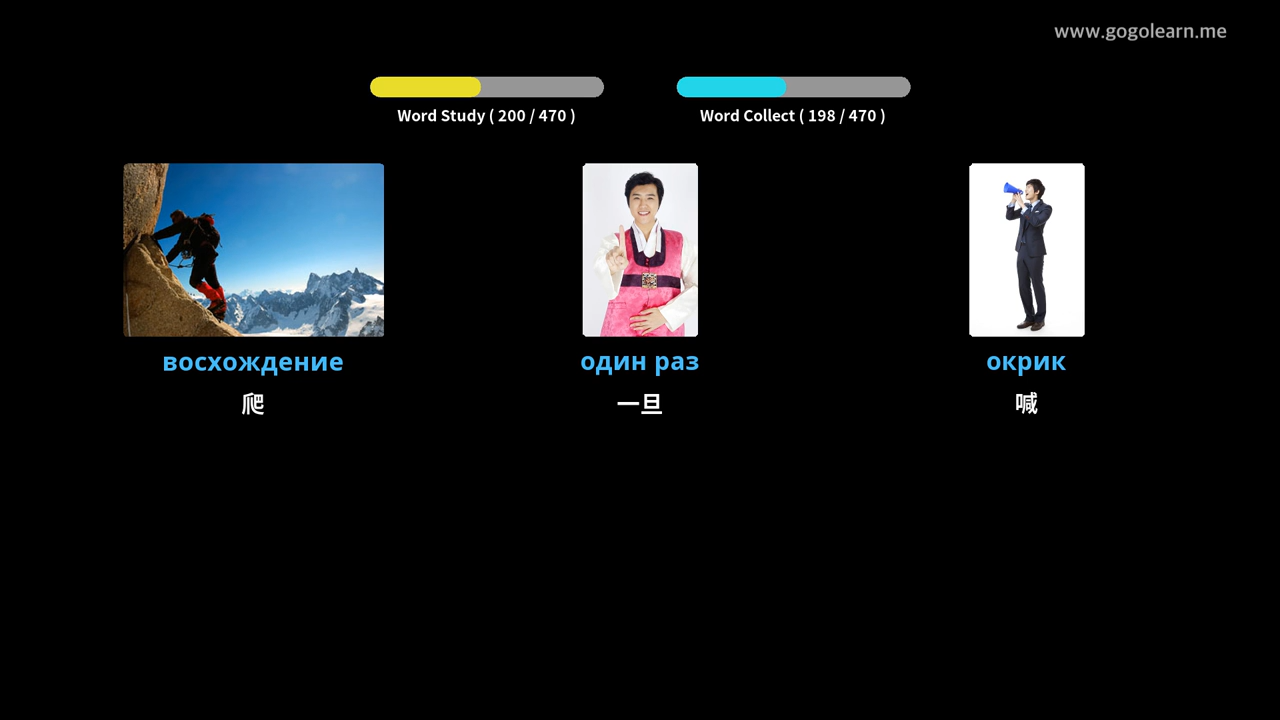 www.gogolearn.me
Word Study ( 200 / 470 )
Word Collect ( 198 / 470 )
восхождение
один раз
окрик
爬
一旦
喊